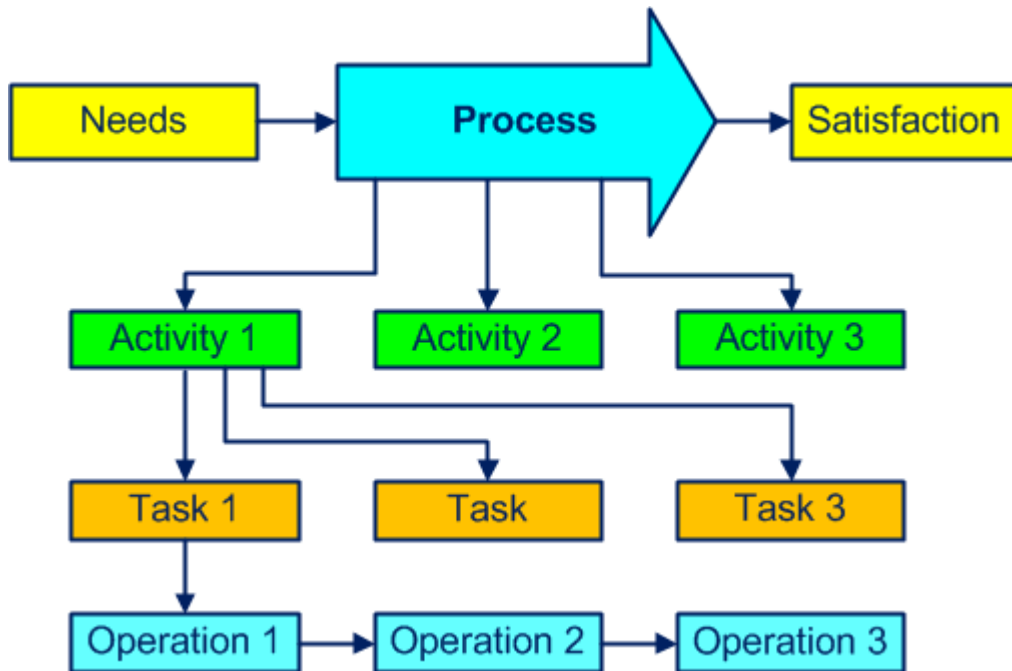 Needs
Process
Satisfaction
Activity 1
Activity 2
Activity 3
Task 1
Task
Task 3
Operation 1
Operation 2
Operation 3